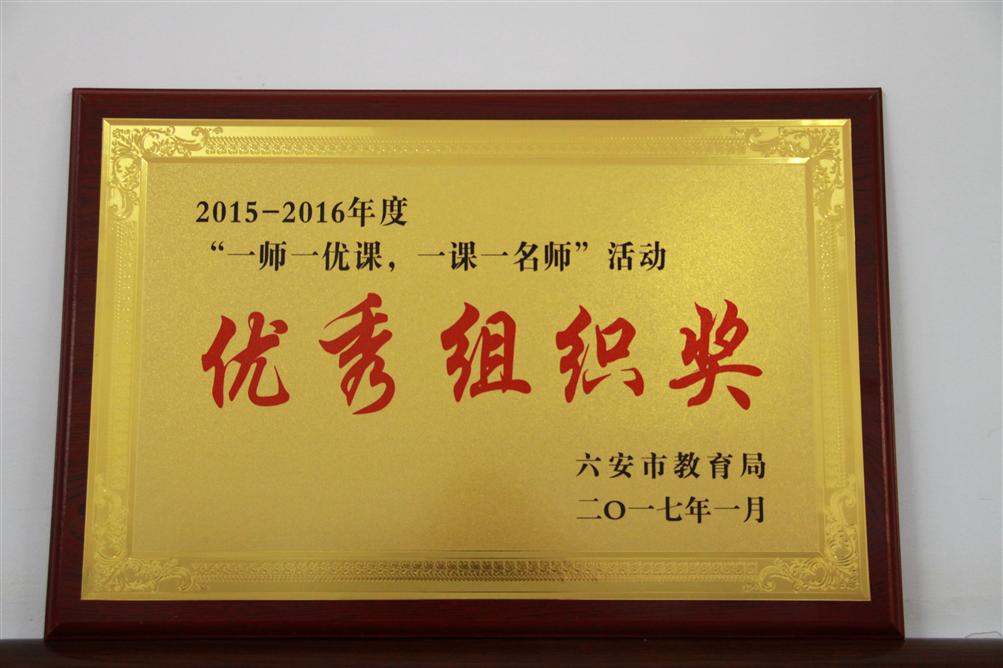 2015-2016年度
“一师一优课，一课一名师”活动
优秀组织奖
六安市教育局
二〇一七年一月